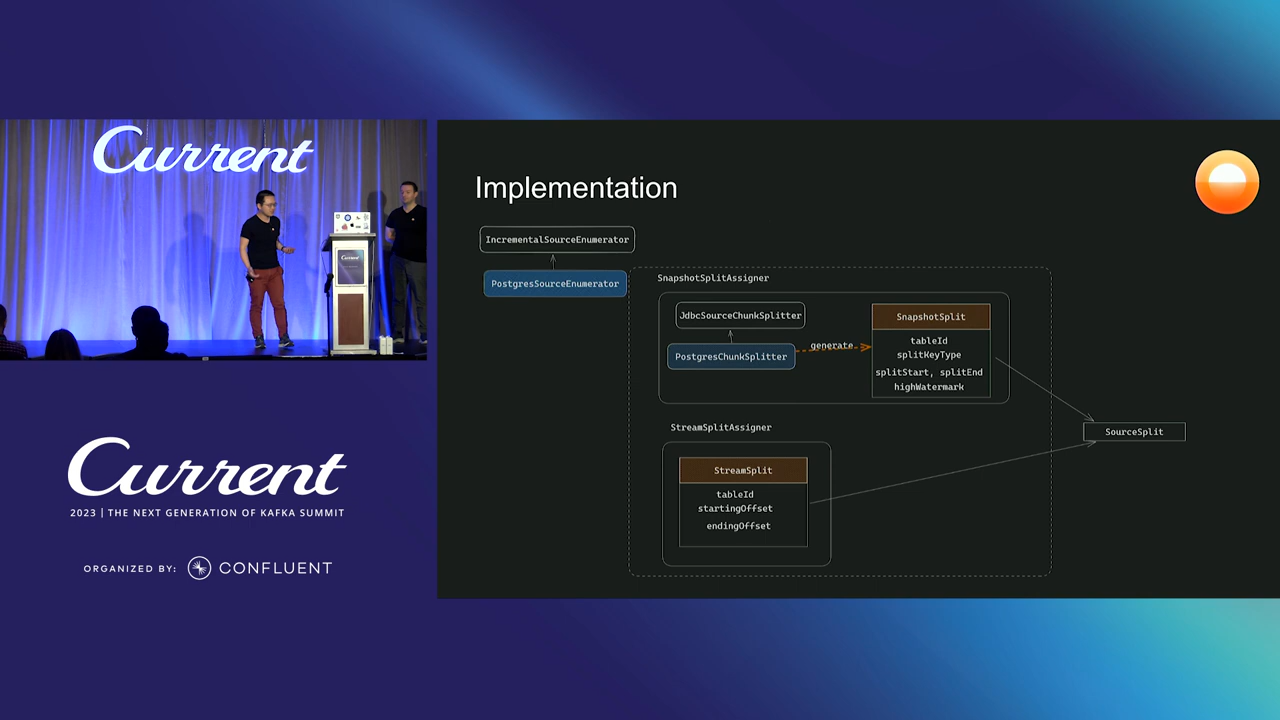 Current
Current
Current
2023 | THE NEXT GENERATION OF KAFKA SUMMIT
ORGANIZED BY: CONFLUENT
Implementation
IncrementalSourceEnumerator
PostgresSourceEnumerator
SnapshotSplitAssigner
JdbcSourceChunkSplitter
PostgresChunkSplitter
generate
SnapshotSplit
tableId
splitKeyType
splitStart, splitEnd
highWatermark
StreamSplitAssigner
StreamSplit
tableId
startingOffset
endingOffset
SourceSplit